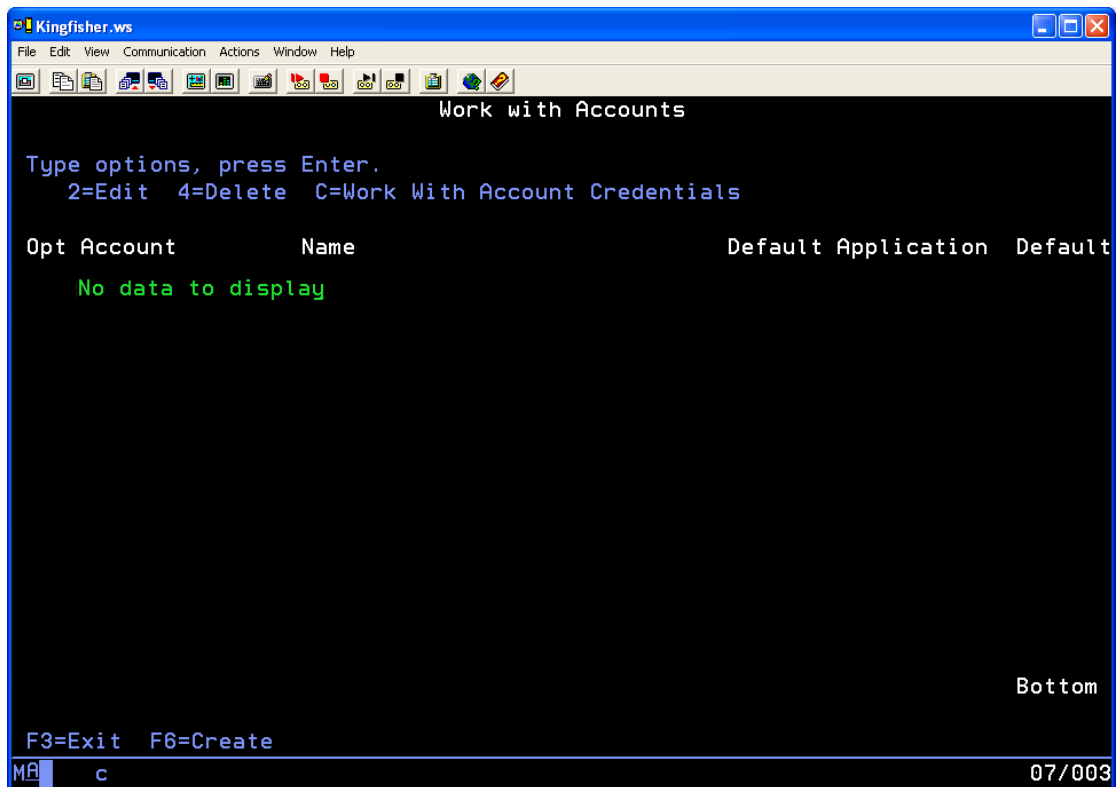 Kingfisher.ws
File Edit View Communication Actions Window Help
Work with Accounts
Type options, press Enter.
2=Edit 4=Delete C=Work With Account Credentials
Opt Account Name Default Application Default
No data to display
Bottom
F3=Exit F6=Create
MA c 07/003